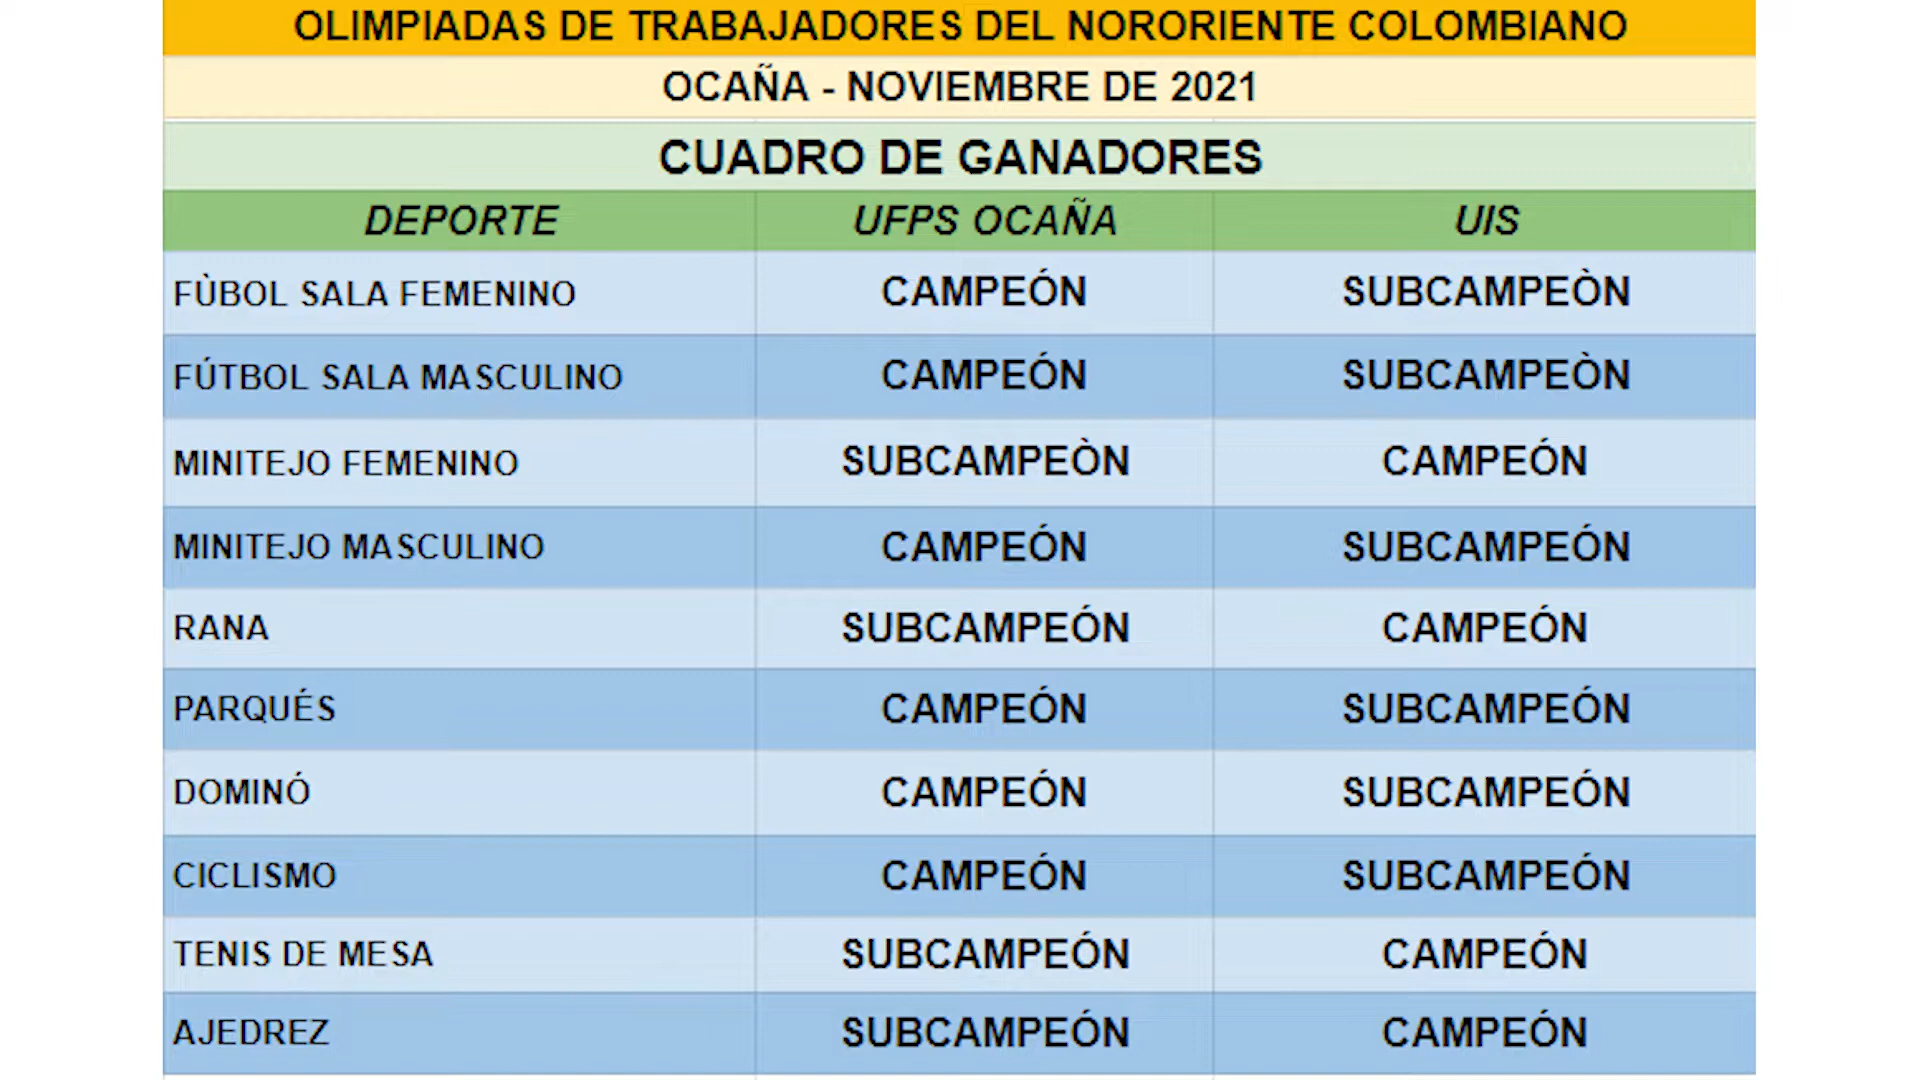 OLIMPIADAS DE TRABAJADORES DEL NORORIENTE COLOMBIANO
OCAÑA - NOVIEMBRE DE 2021
CUADRO DE GANADORES
DEPORTE UFPS OCAÑA UIS
FÙBOL SALA FEMENINO CAMPEÓN SUBCAMPEÒN
FÚTBOL SALA MASCULINO CAMPEÓN SUBCAMPEÒN
MINITEJO FEMENINO SUBCAMPEÒN CAMPEÓN
MINITEJO MASCULINO CAMPEÓN SUBCAMPEÓN
RANA SUBCAMPEÓN CAMPEÓN
PARQUÉS CAMPEÓN SUBCAMPEÓN
DOMINÓ CAMPEÓN SUBCAMPEÓN
CICLISMO CAMPEÓN SUBCAMPEÓN
TENIS DE MESA SUBCAMPEÓN CAMPEÓN
AJEDREZ SUBCAMPEÓN CAMPEÓN